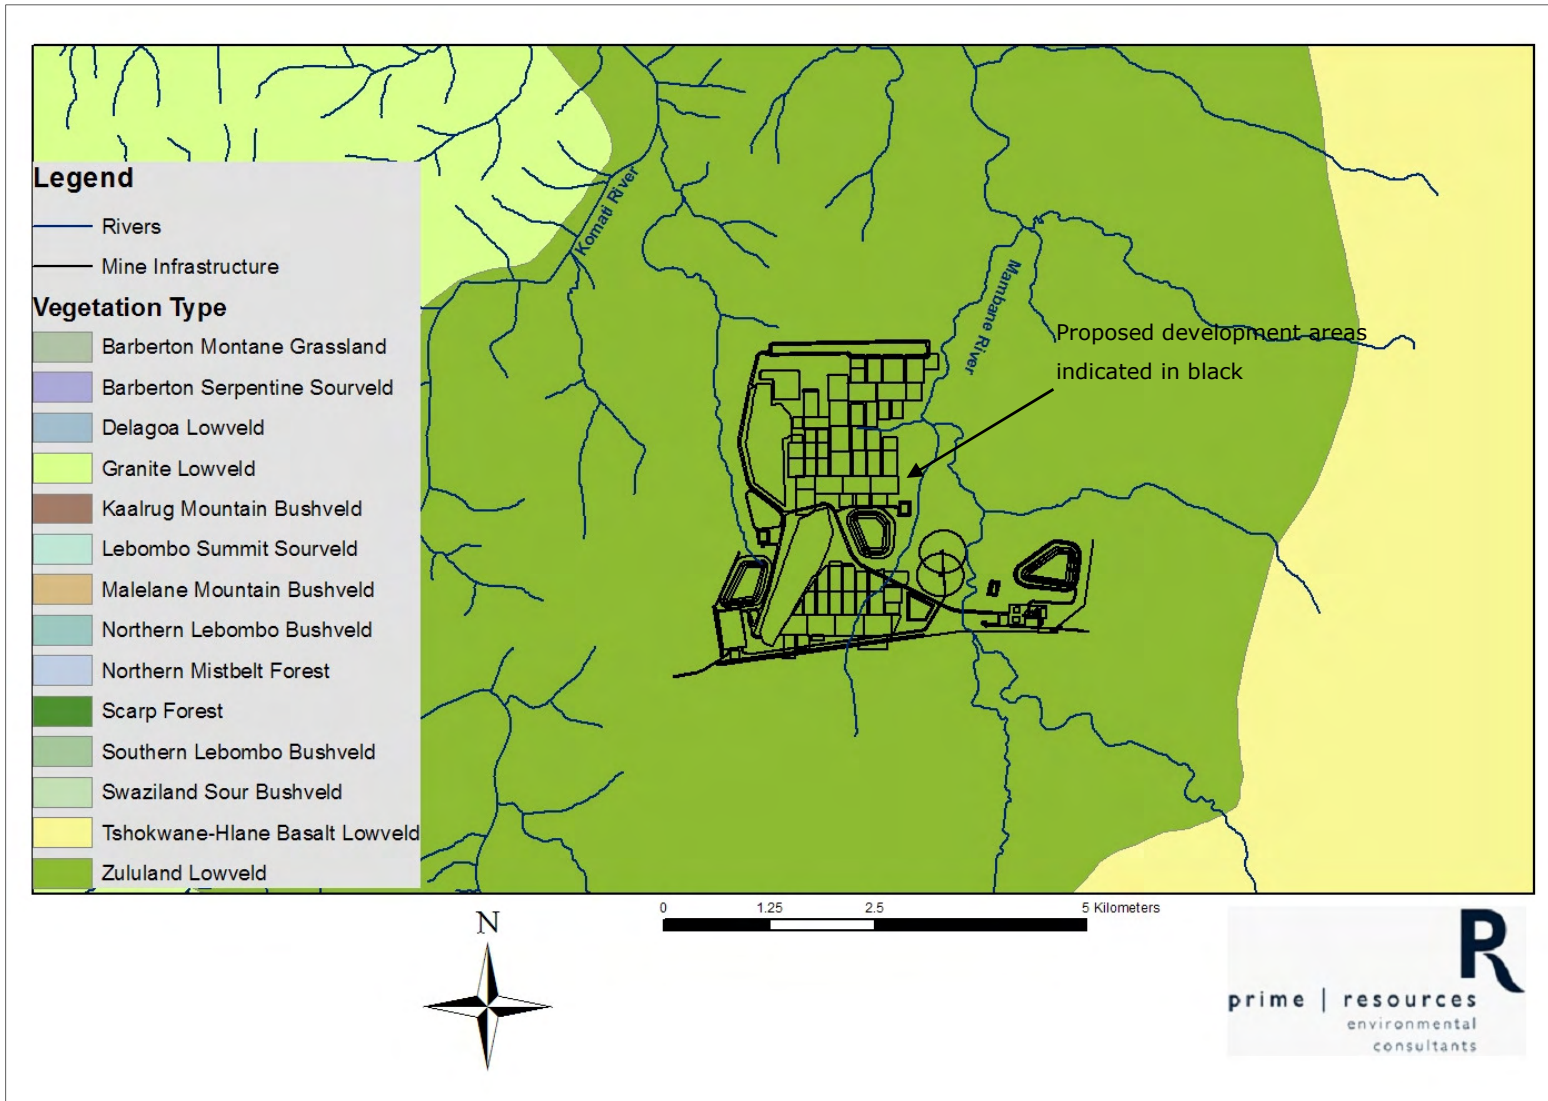 Legend
Rivers
Mine Infrastructure
Vegetation Type
Barberton Montane Grassland
Barberton Serpentine Sourveld
Delagoa Lowveld
Granite Lowveld
Kaalrug Mountain Bushveld
Lebombo Summit Sourveld
Malelane Mountain Bushveld
Northern Lebombo Bushveld
Northern Mistbelt Forest
Scarp Forest
Southern Lebombo Bushveld
Swaziland Sour Bushveld
Tshokwane-Hlane Basalt Lowveld
Zululand Lowveld
Komati River
Mambane River
Proposed development areas
indicated in black
N
0 1.25 2.5 5 Kilometers
R
prime | resources
environmental
consultants